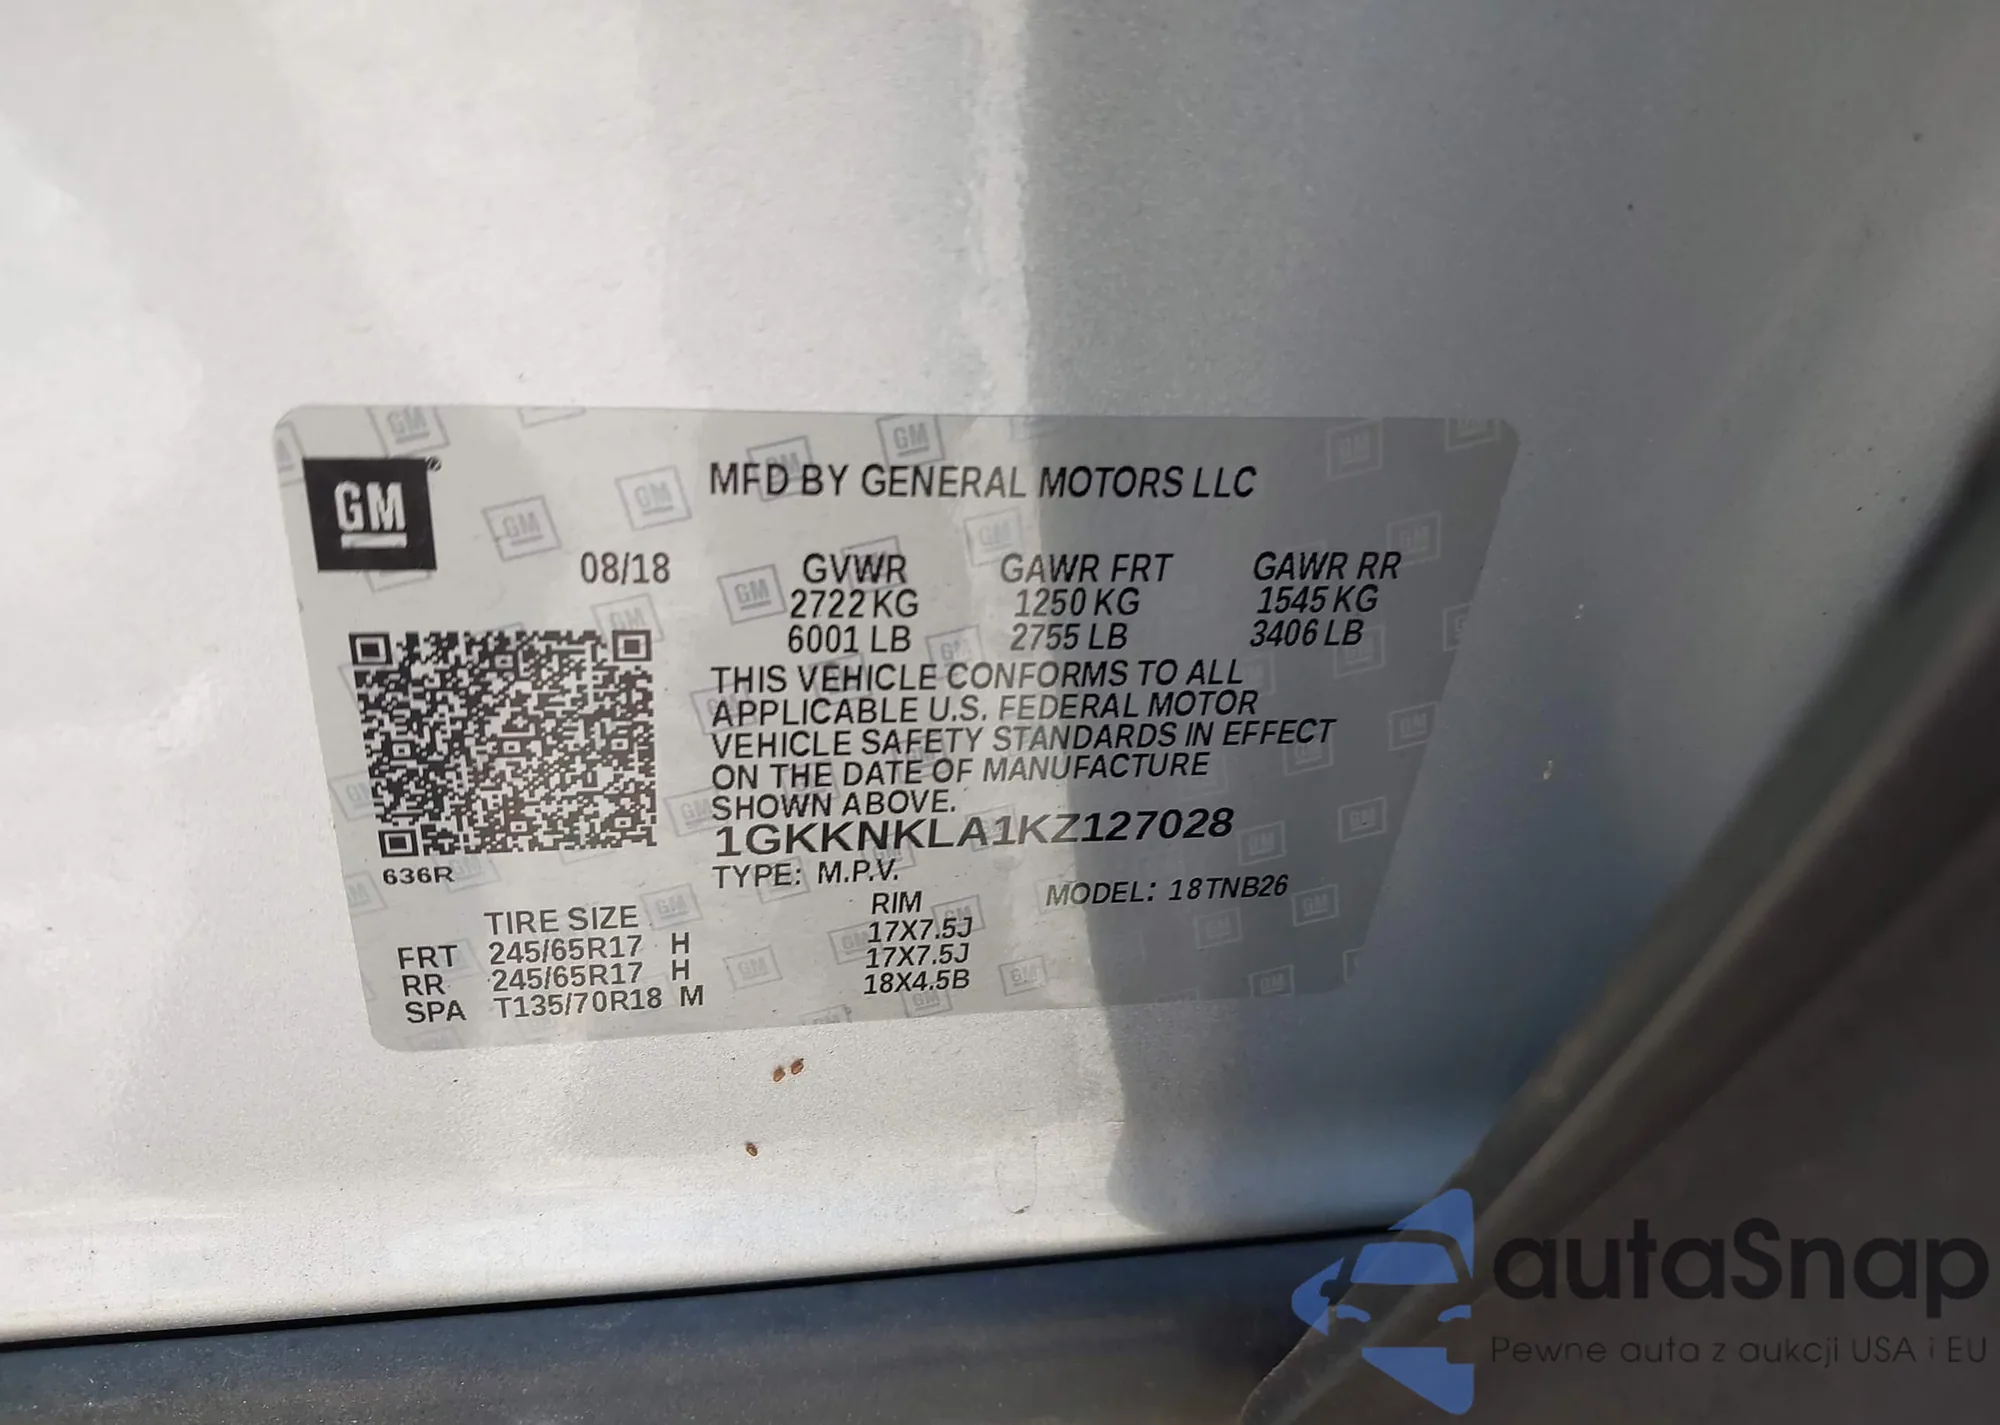 GM
MFD BY GENERAL MOTORS LLC
08/18 GVWR GAWR FRT GAWR RR
2722 KG 1250 KG 1545 KG
6001 LB 2755 LB 3406 LB
THIS VEHICLE CONFORMS TO ALL
APPLICABLE U.S. FEDERAL MOTOR
VEHICLE SAFETY STANDARDS IN EFFECT
ON THE DATE OF MANUFACTURE
SHOWN ABOVE.
1GKKNKLA1KZ127028
636R
TYPE: M.P.V. MODEL: 18TNB26
TIRE SIZE RIM
FRT 245/65R17 H 17X7.5J
RR 245/65R17 H 17X7.5J
SPA T135/70R18 M 18X4.5B
autaSnap
Pewne auta z aukcji USA i EU